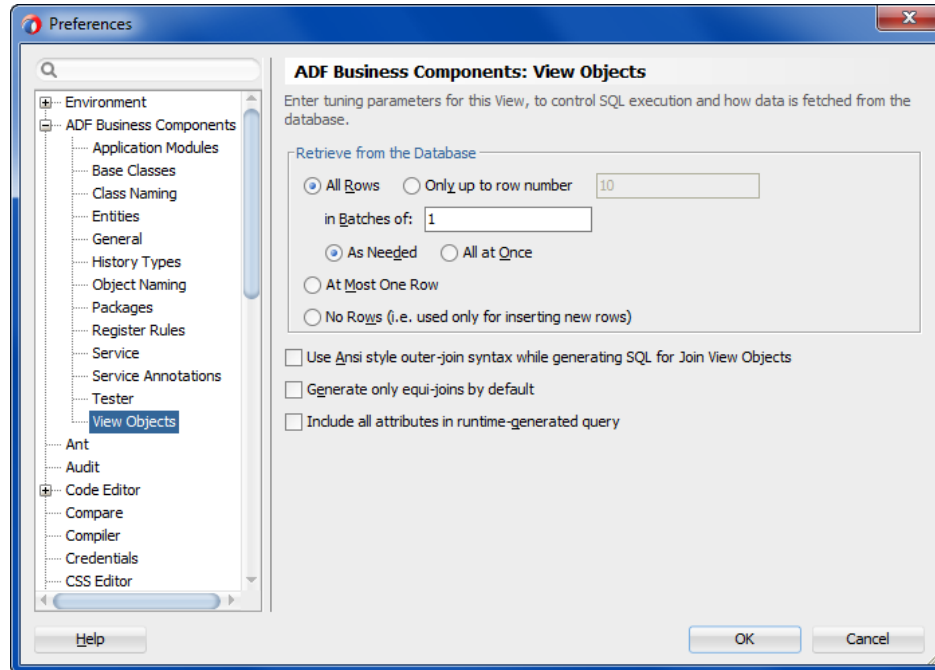 Preferences
Environment
ADF Business Components
Application Modules
Base Classes
Class Naming
Entities
General
History Types
Object Naming
Packages
Register Rules
Service
Service Annotations
Tester
View Objects
Ant
Audit
Code Editor
Compare
Compiler
Credentials
CSS Editor
ADF Business Components: View Objects
Enter tuning parameters for this View, to control SQL execution and how data is fetched from the
database.
Retrieve from the Database
All Rows Only up to row number 10
in Batches of: 1
As Needed All at Once
At Most One Row
No Rows (i.e. used only for inserting new rows)
Use Ansi style outer-join syntax while generating SQL for Join View Objects
Generate only equi-joins by default
Include all attributes in runtime-generated query
Help OK Cancel